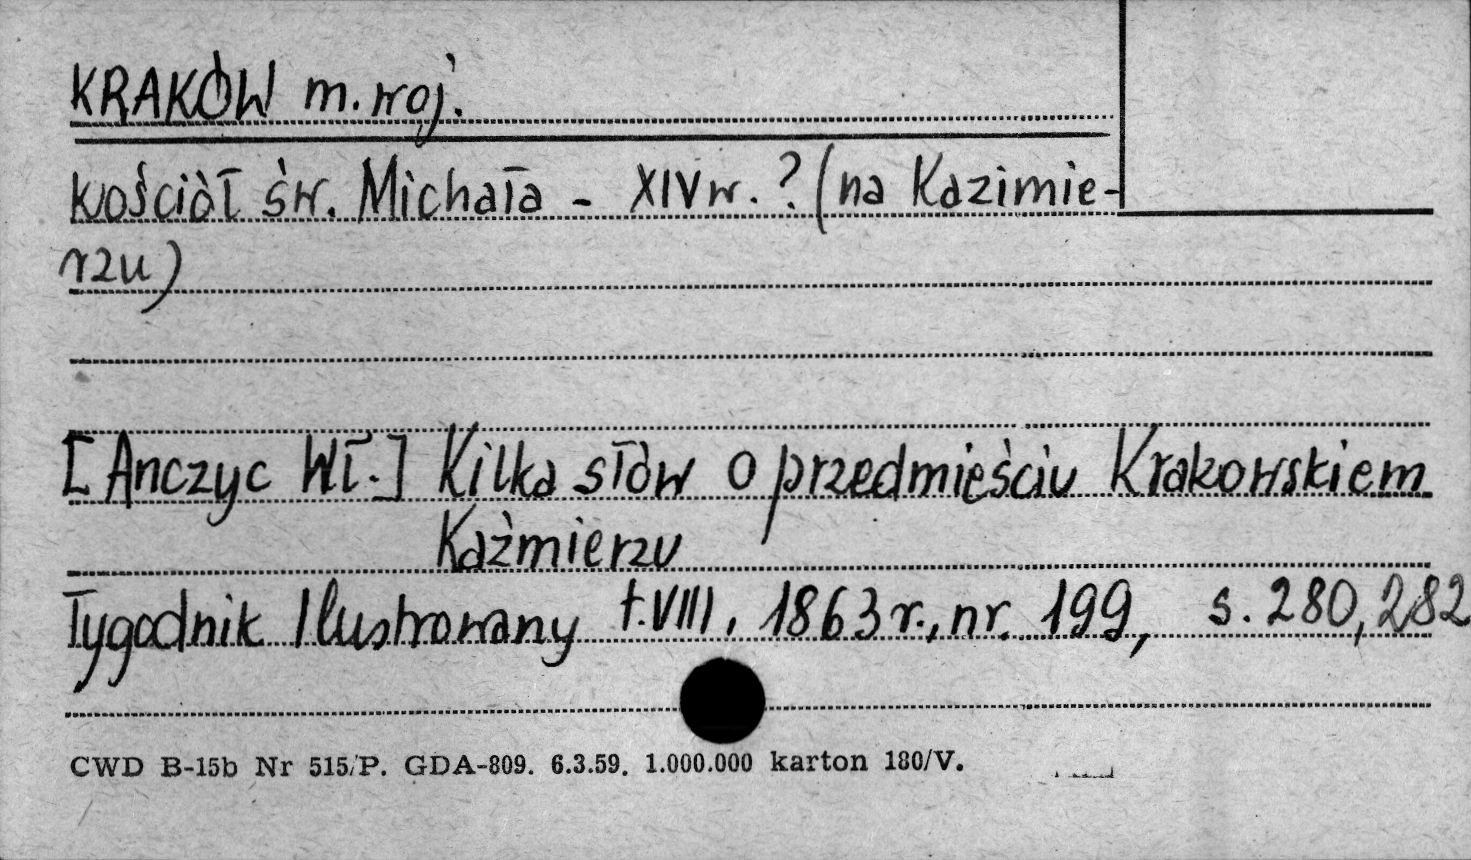 KRAKÓW m. woj.
kościół św. Michała - XIV w. ? (na Kazimie-
rzu)
[Anczyc Wł.] Kilka słów o przedmieściu Krakowskiem
Kaźmierzu
Tygodnik Ilustrowany t. VIII, 1863 r., nr. 199, s. 280, 282
CWD B-15b Nr 515/P. GDA-809. 6.3.59. 1.000.000 karton 180/V.